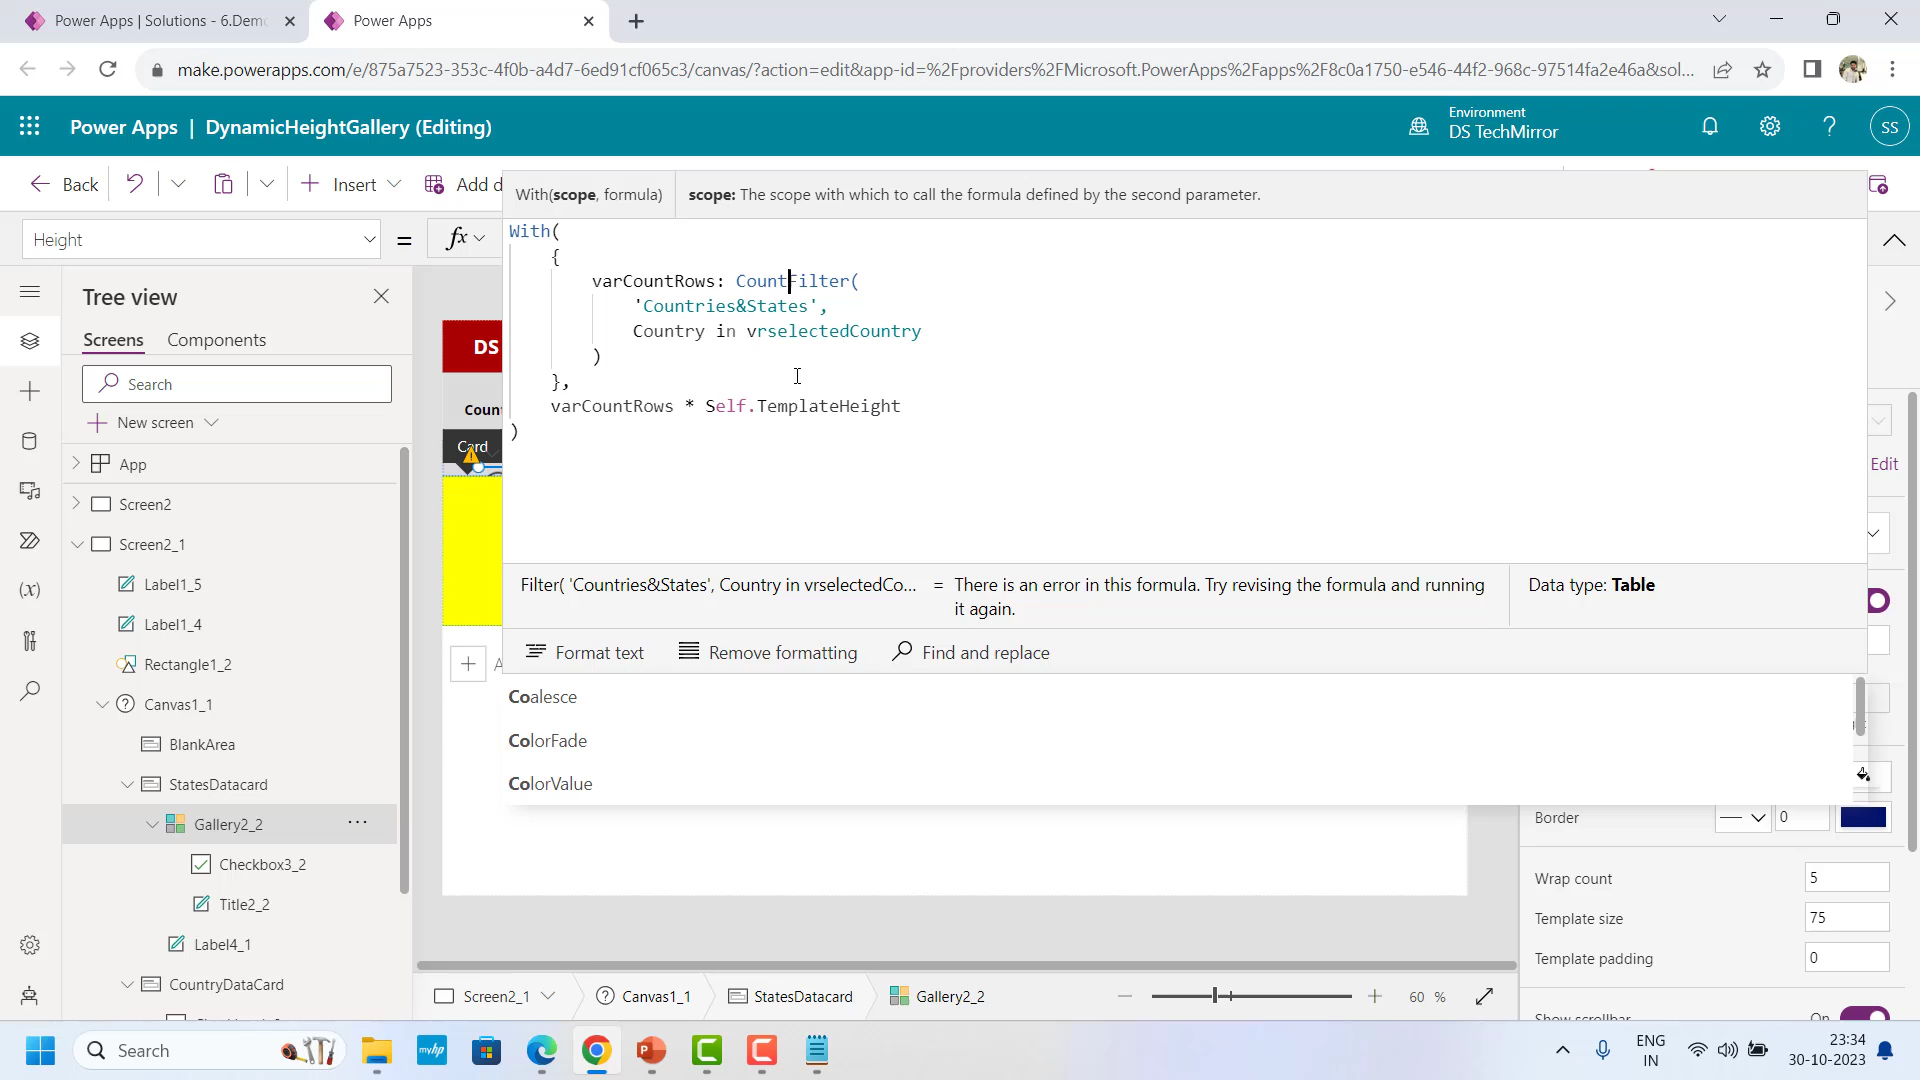 Power Apps | Solutions - 6.Demo
Power Apps
make.powerapps.com/e/875a7523-353c-4f0b-a4d7-6ed91cf065c3/canvas/?action=edit&app-id=%2Fproviders%2FMicrosoft.PowerApps%2Fapps%2F8c0a1750-e546-44f2-968c-97514fa2e46a&sol...
Power Apps | DynamicHeightGallery (Editing)
Environment
DS TechMirror
SS
Back
Insert
Add d
With(scope, formula)
scope: The scope with which to call the formula defined by the second parameter.
Height
=
fx
With(
{
varCountRows: CountFilter(
'Countries&States',
Country in vrselectedCountry
)
},
varCountRows * Self.TemplateHeight
)
Tree view
Screens
Components
Search
New screen
App
Screen2
Screen2_1
Label1_5
Label1_4
Rectangle1_2
Canvas1_1
BlankArea
StatesDatacard
Gallery2_2
Checkbox3_2
Title2_2
Label4_1
CountryDataCard
DS
Coun
Card
Edit
Filter( 'Countries&States', Country in vrselectedCo... = There is an error in this formula. Try revising the formula and running it again.
Data type: Table
Format text
Remove formatting
Find and replace
Coalesce
ColorFade
ColorValue
Border
0
Wrap count
5
Template size
75
Template padding
0
Show scrollbar
On
Screen2_1
Canvas1_1
StatesDatacard
Gallery2_2
60 %
Search
myhp
ENG
IN
23:34
30-10-2023